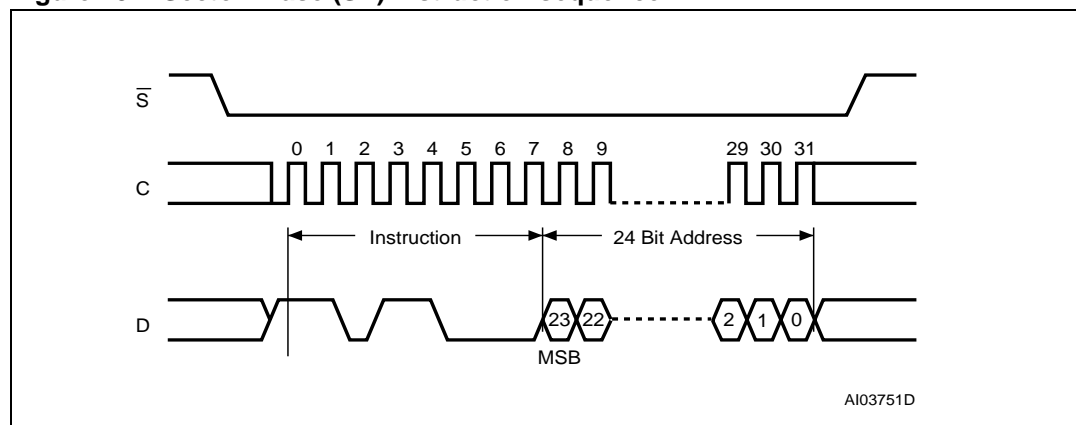 S
0 1 2 3 4 5 6 7 8 9 29 30 31
C
Instruction 24 Bit Address
D 23 22 2 1 0
MSB
AI03751D